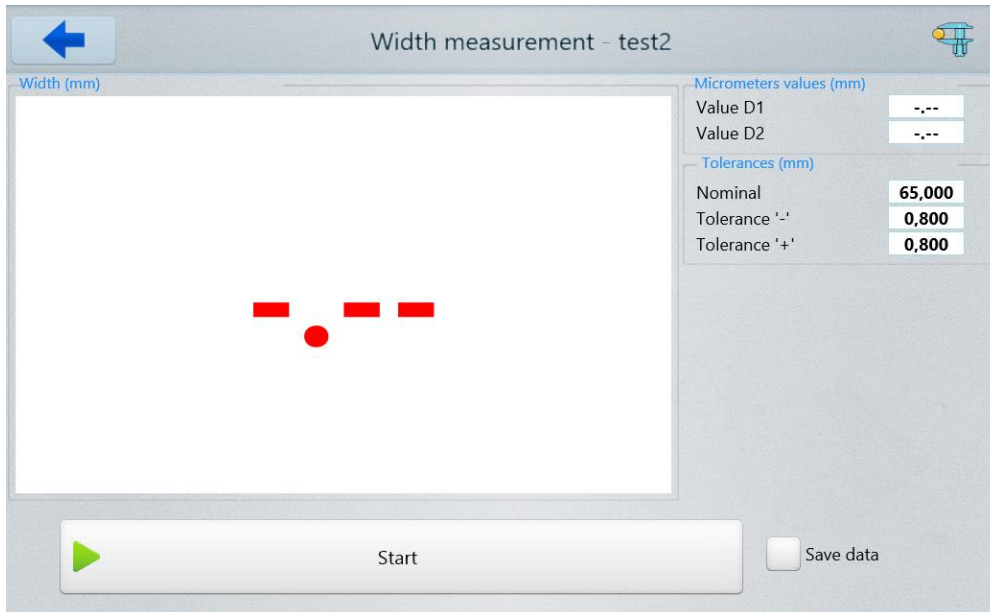 Width measurement - test2
Width (mm)
-.--
Micrometers values (mm)
Value D1 -.--
Value D2 -.--
Tolerances (mm)
Nominal 65,000
Tolerance '-' 0,800
Tolerance '+' 0,800
Start
Save data